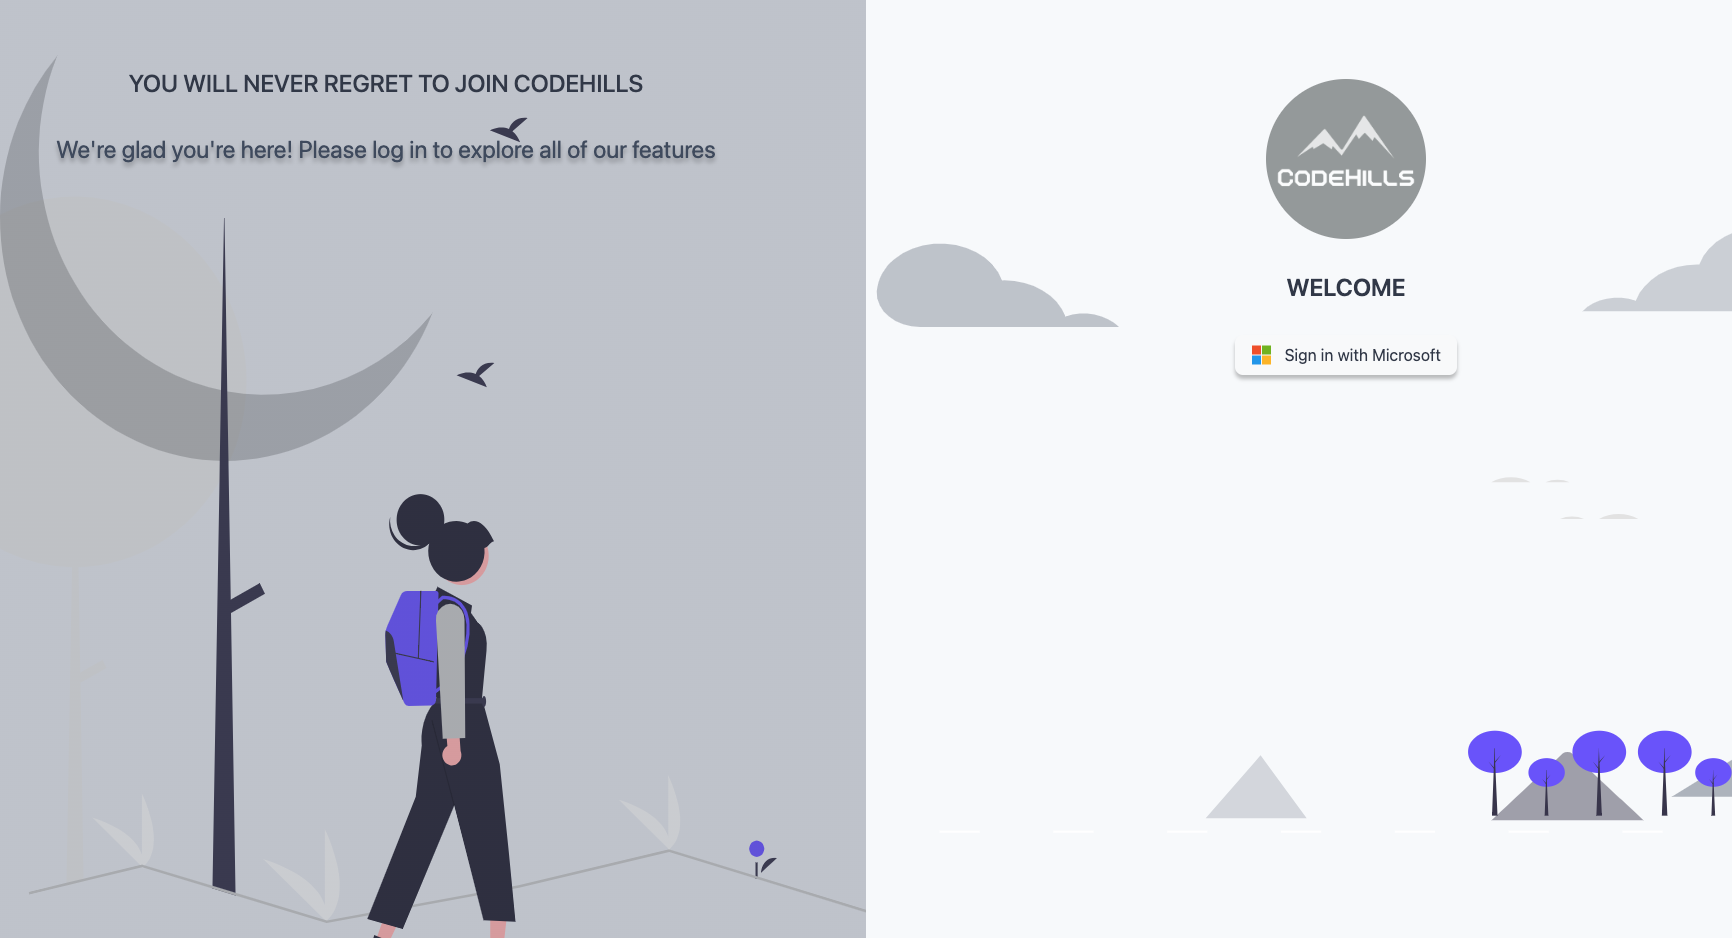 YOU WILL NEVER REGRET TO JOIN CODEHILLS
We're glad you're here! Please log in to explore all of our features
CODEHILLS
WELCOME
Sign in with Microsoft